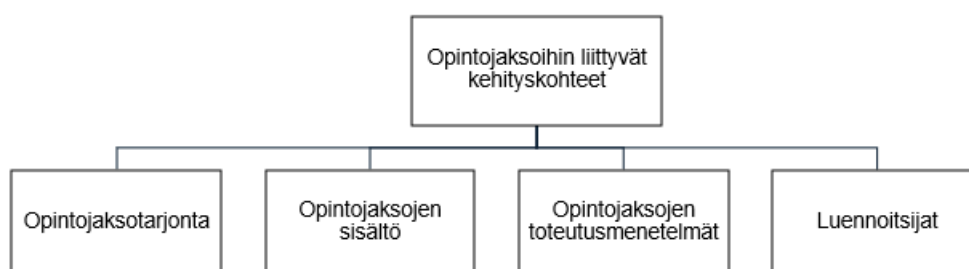 Opintojaksoihin liittyvät
kehityskohteet
Opintojaksotarjonta
Opintojaksojen
sisältö
Opintojaksojen
toteutusmenetelmät
Luennoitsijat